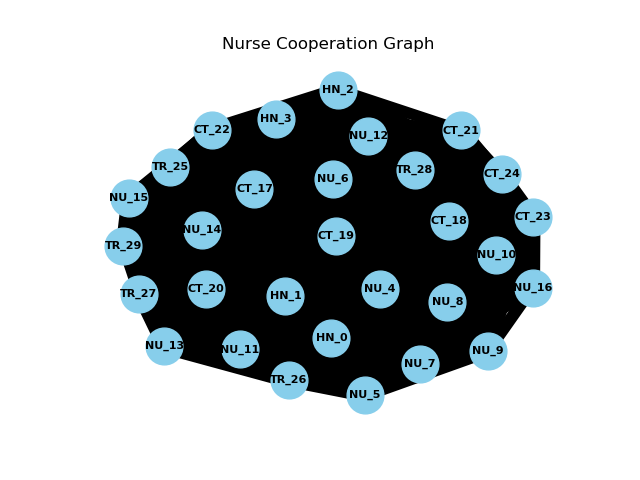 Nurse Cooperation Graph
HN_2
HN_3
CT_22
NU_12
CT_21
TR_25
TR_28
CT_24
NU_6
CT_17
NU_15
CT_23
CT_18
NU_14
CT_19
TR_29
NU_10
CT_20
NU_4
NU_16
TR_27
HN_1
NU_8
HN_0
NU_13
NU_11
NU_9
NU_7
TR_26
NU_5